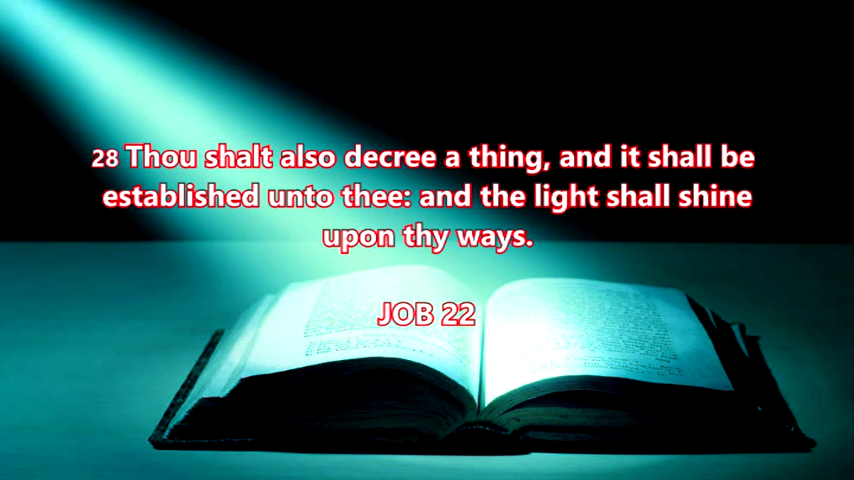 28 Thou shalt also decree a thing, and it shall be
established unto thee: and the light shall shine
upon thy ways.
JOB 22